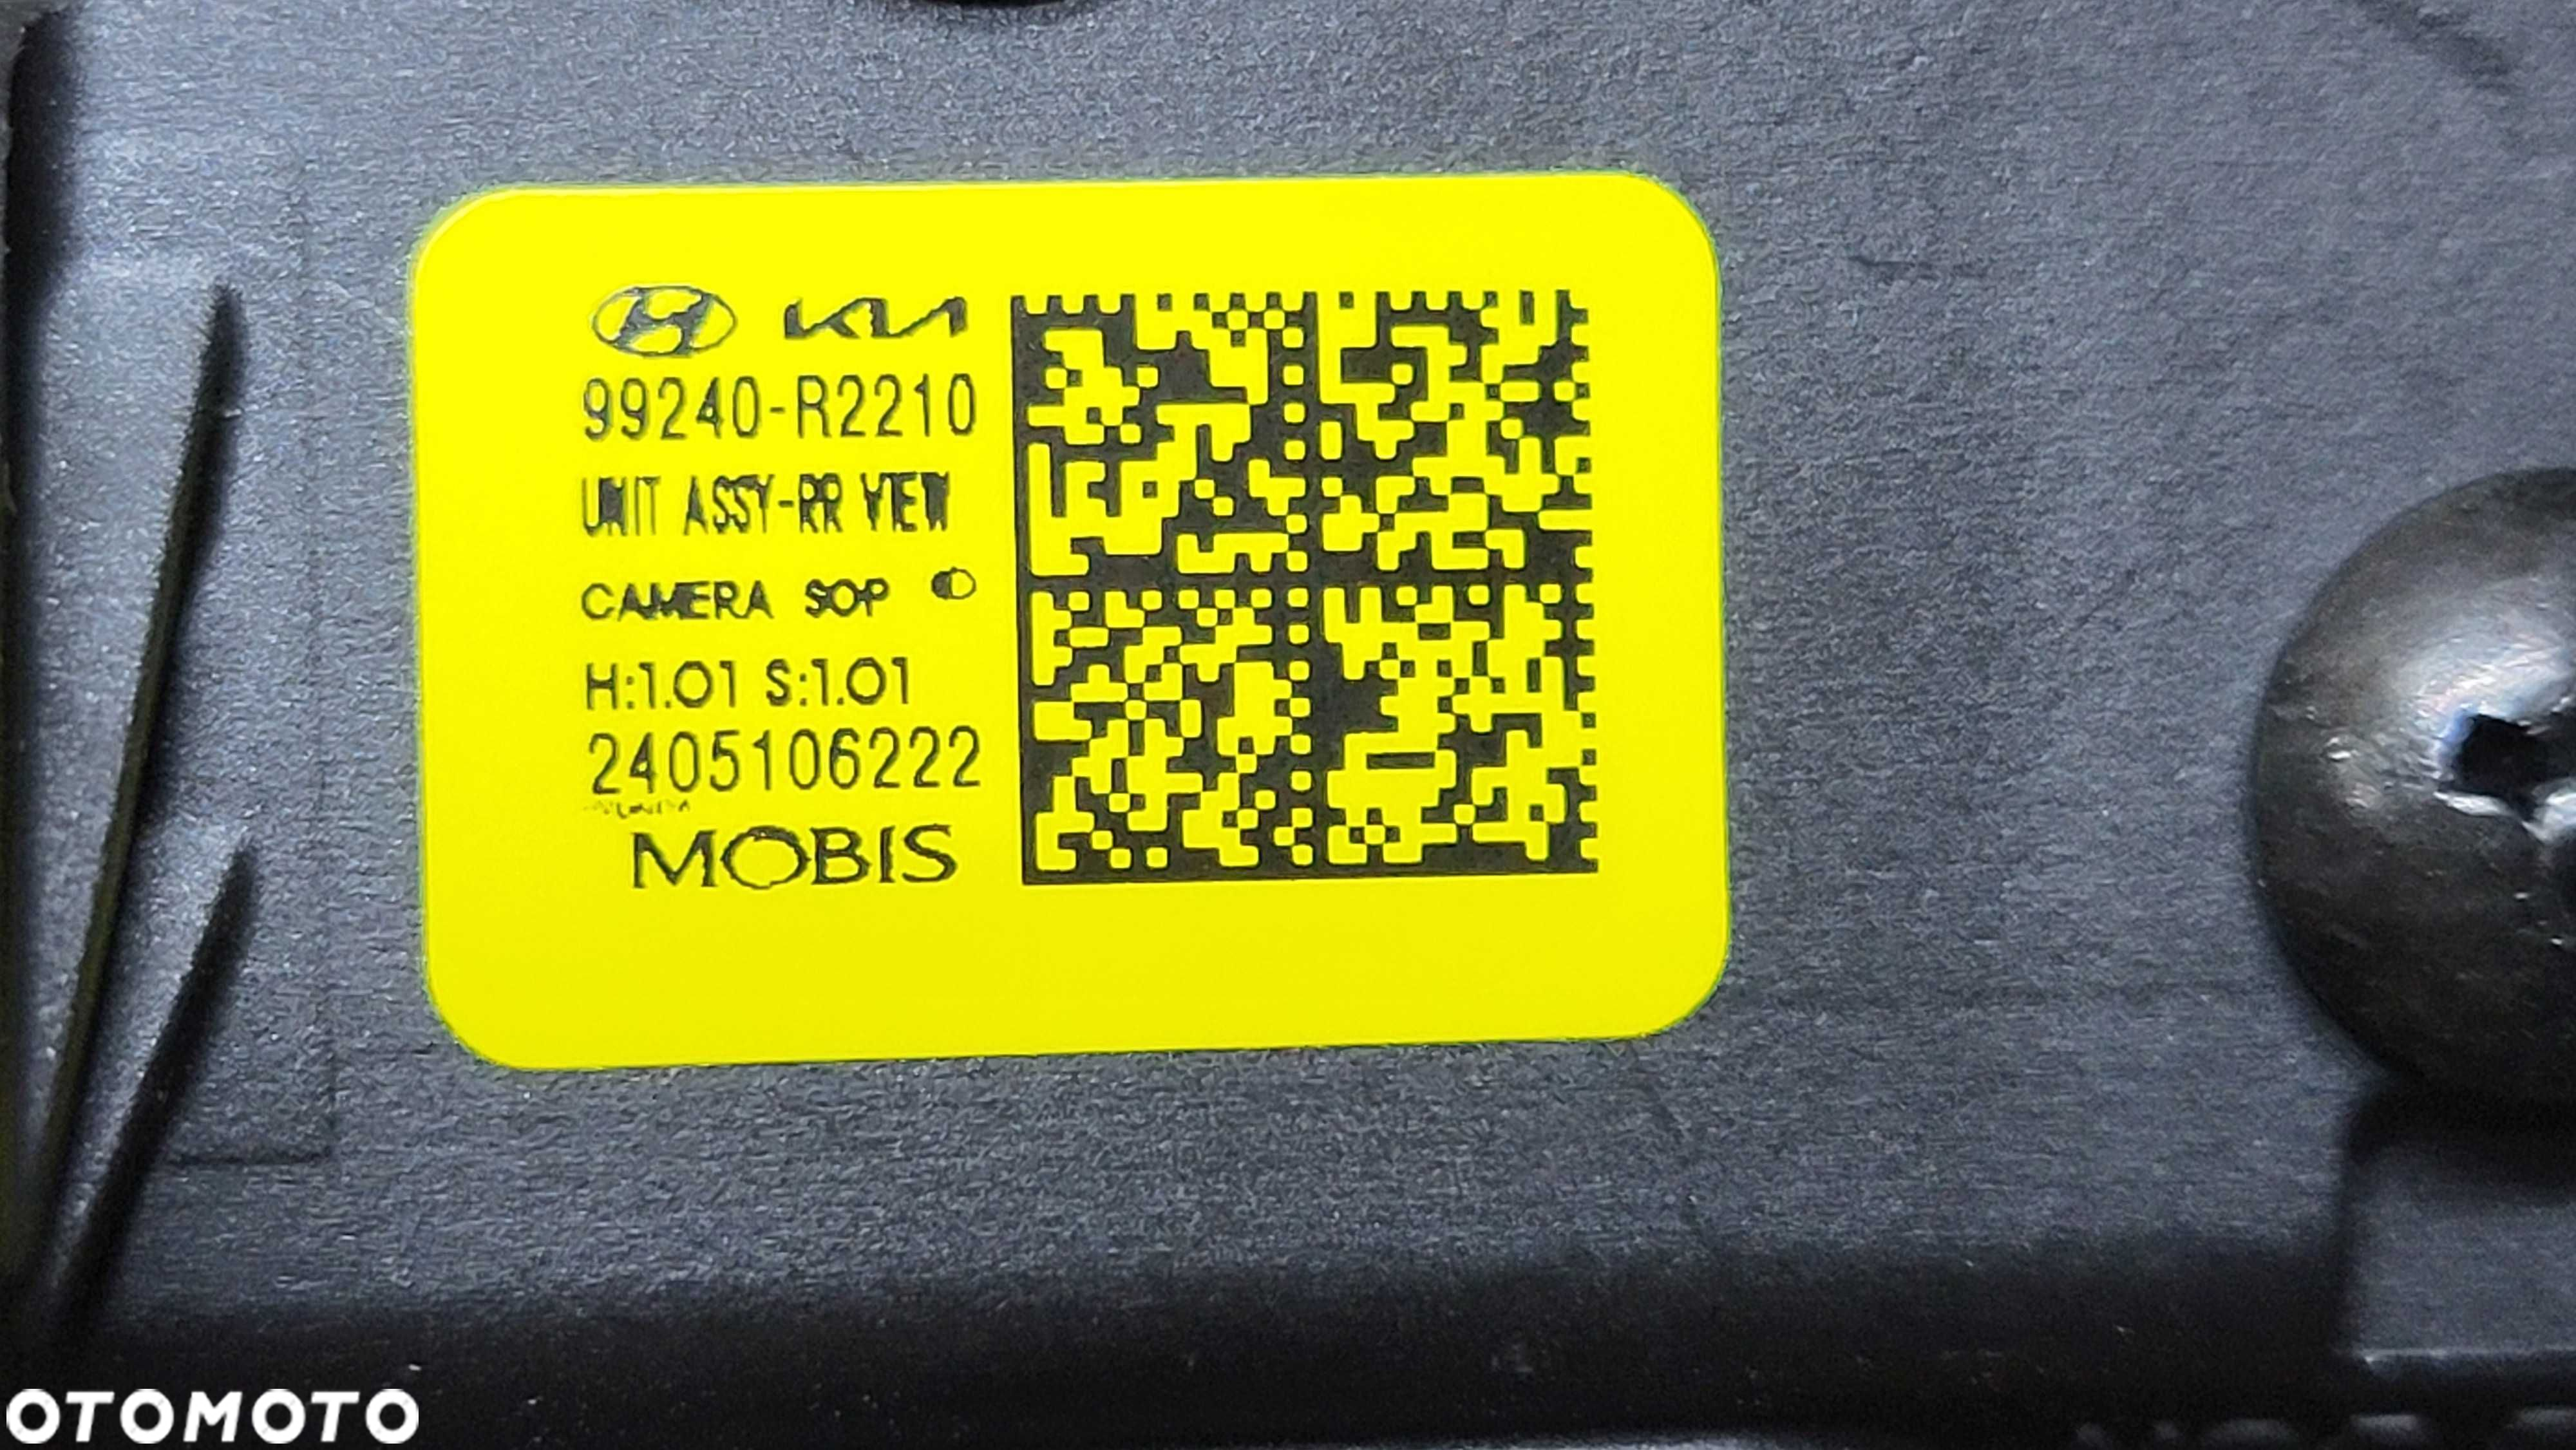 KIA
99240-R2210
UNIT ASSY-RR VIEW
CAMERA SOP
H:1.01 S:1.01
2405106222
MOBIS
OTOMOTO